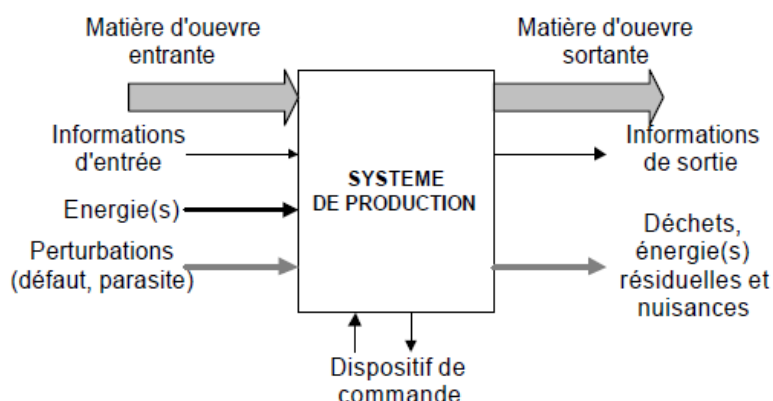 Matière d'ouevre
entrante
Matière d'ouevre
sortante
Informations
d'entrée
Informations
de sortie
SYSTEME
DE PRODUCTION
Energie(s)
Perturbations
(défaut, parasite)
Déchets,
énergie(s)
résiduelles et
nuisances
Dispositif de
commande